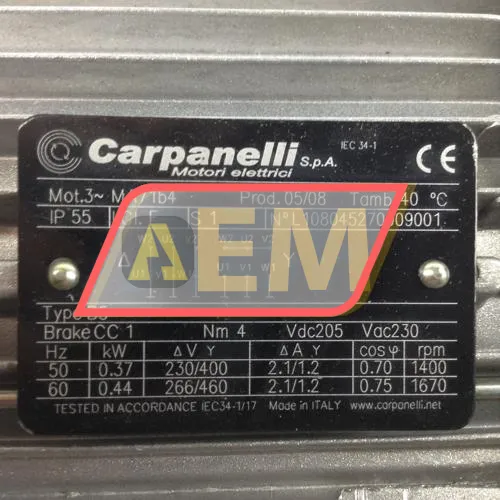 Carpanelli S.p.A.
Motori elettrici
IEC 34-1
CE
Mot.3~ Prod. 05/08 Tamb. 40 °C
IP 55 S 1
AEM
Δ Y
Type
Brake CC 1 Nm 4 Vdc205 Vac230
Hz kW Δ V Y Δ A Y cosφ rpm
50 0.37 230/400 2.1/1.2 0.70 1400
60 0.44 266/460 2.1/1.2 0.75 1670
TESTED IN ACCORDANCE IEC34-1/17 Made in ITALY www.carpanelli.net